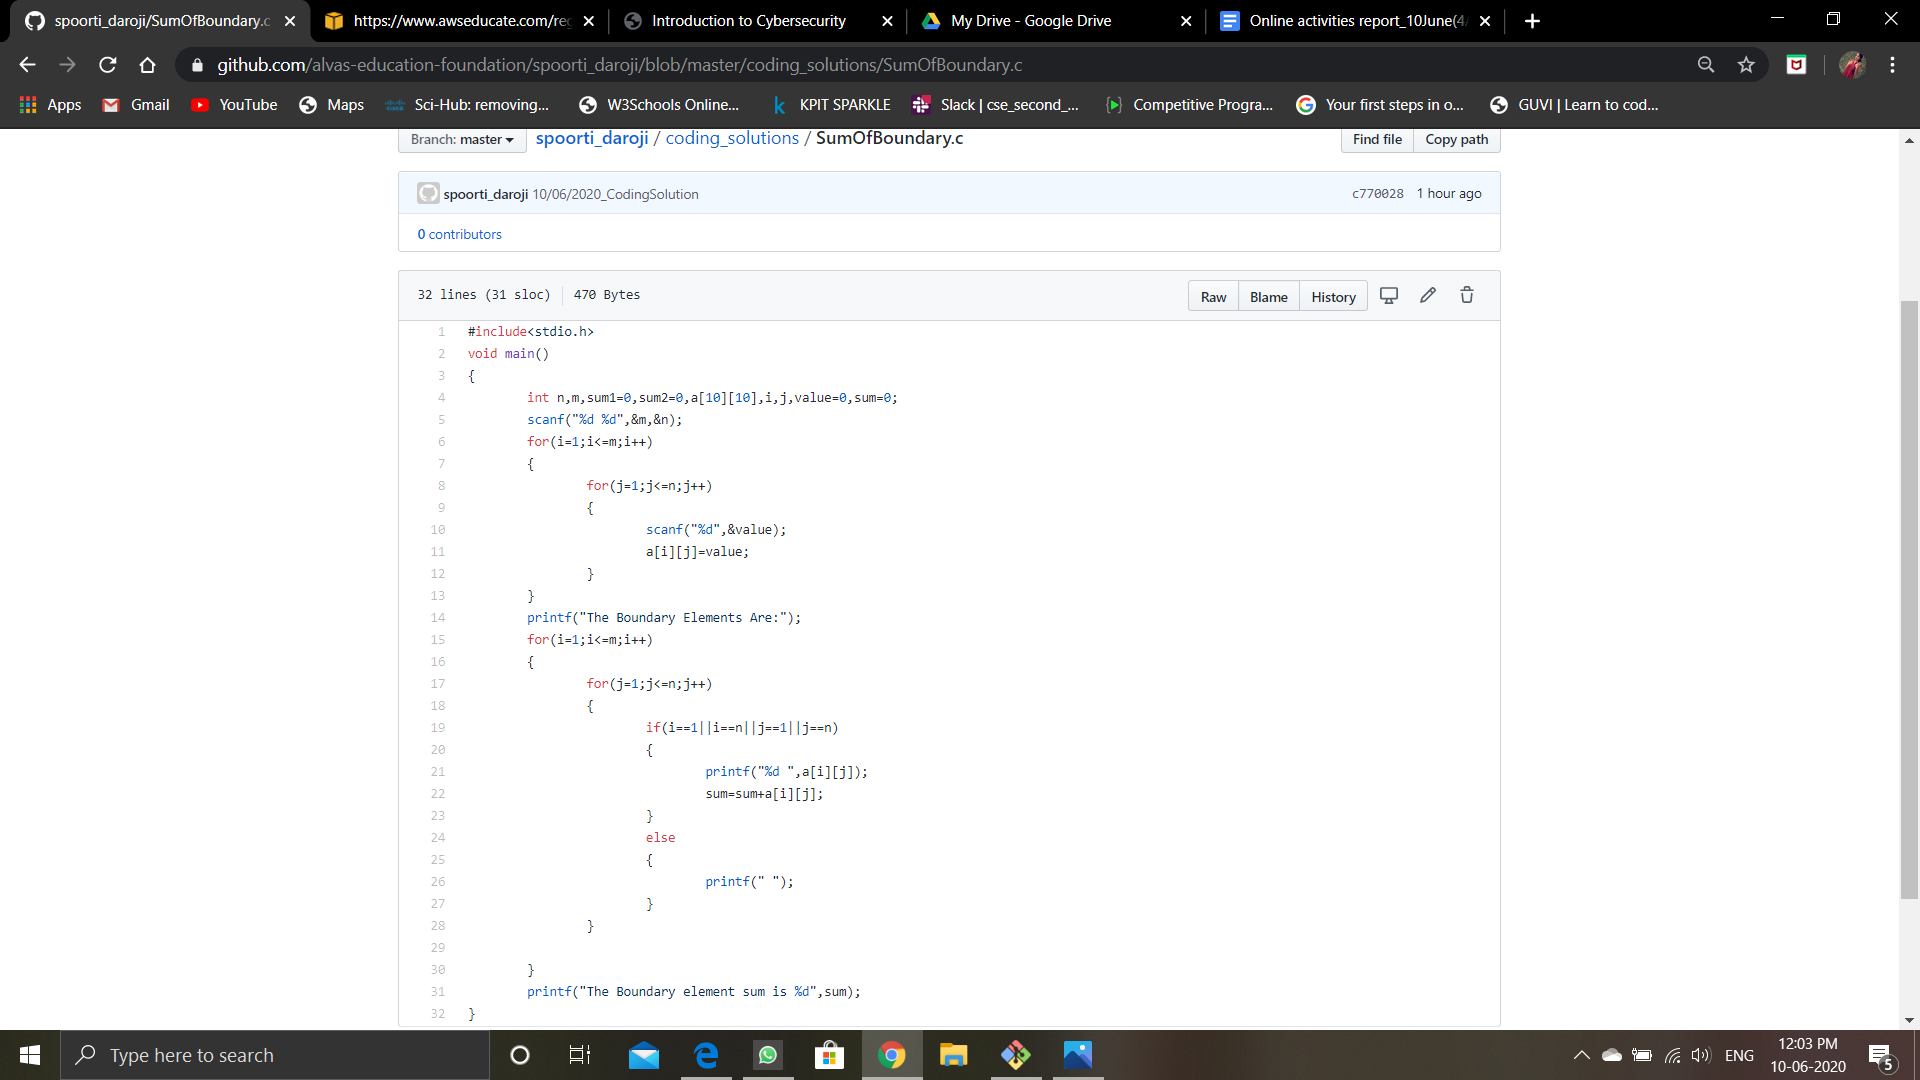 spoorti_daroji/SumOfBoundary.c
https://www.awseducate.com/reg
Introduction to Cybersecurity
My Drive - Google Drive
Online activities report_10June(4
github.com/alvas-education-foundation/spoorti_daroji/blob/master/coding_solutions/SumOfBoundary.c
Apps
Gmail
YouTube
Maps
Sci-Hub: removing...
W3Schools Online...
k KPIT SPARKLE
Slack | cse_second_...
Competitive Progra...
Your first steps in o...
GUVI | Learn to cod...
Branch: master
spoorti_daroji / coding_solutions / SumOfBoundary.c
Find file
Copy path
spoorti_daroji 10/06/2020_CodingSolution
c770028 1 hour ago
0 contributors
32 lines (31 sloc) 470 Bytes
Raw
Blame
History
1 #include<stdio.h>
2 void main()
3 {
4 int n,m,sum1=0,sum2=0,a[10][10],i,j,value=0,sum=0;
5 scanf("%d %d",&m,&n);
6 for(i=1;i<=m;i++)
7 {
8 for(j=1;j<=n;j++)
9 {
10 scanf("%d",&value);
11 a[i][j]=value;
12 }
13 }
14 printf("The Boundary Elements Are:");
15 for(i=1;i<=m;i++)
16 {
17 for(j=1;j<=n;j++)
18 {
19 if(i==1||i==n||j==1||j==n)
20 {
21 printf("%d ",a[i][j]);
22 sum=sum+a[i][j];
23 }
24 else
25 {
26 printf(" ");
27 }
28 }
29
30 }
31 printf("The Boundary element sum is %d",sum);
32 }
Type here to search
ENG
12:03 PM
10-06-2020
5